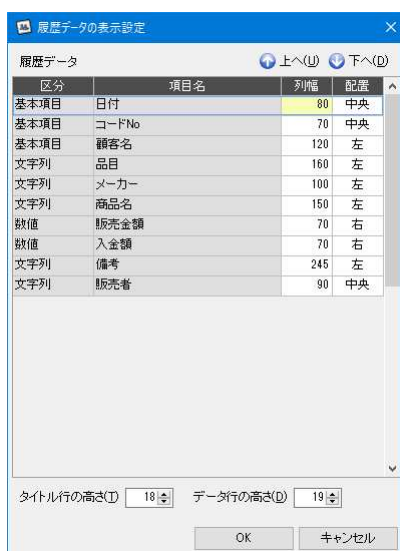 履歴データの表示設定
履歴データ 上へ(U) 下へ(D)
区分 項目名 列幅 配置
基本項目 日付 80 中央
基本項目 コードNo 70 中央
基本項目 顧客名 120 左
文字列 品目 160 左
文字列 メーカー 100 左
文字列 商品名 150 左
数値 販売金額 70 右
数値 入金額 70 右
文字列 備考 245 左
文字列 販売者 90 中央
タイトル行の高さ(T) 18 データ行の高さ(D) 19
OK キャンセル